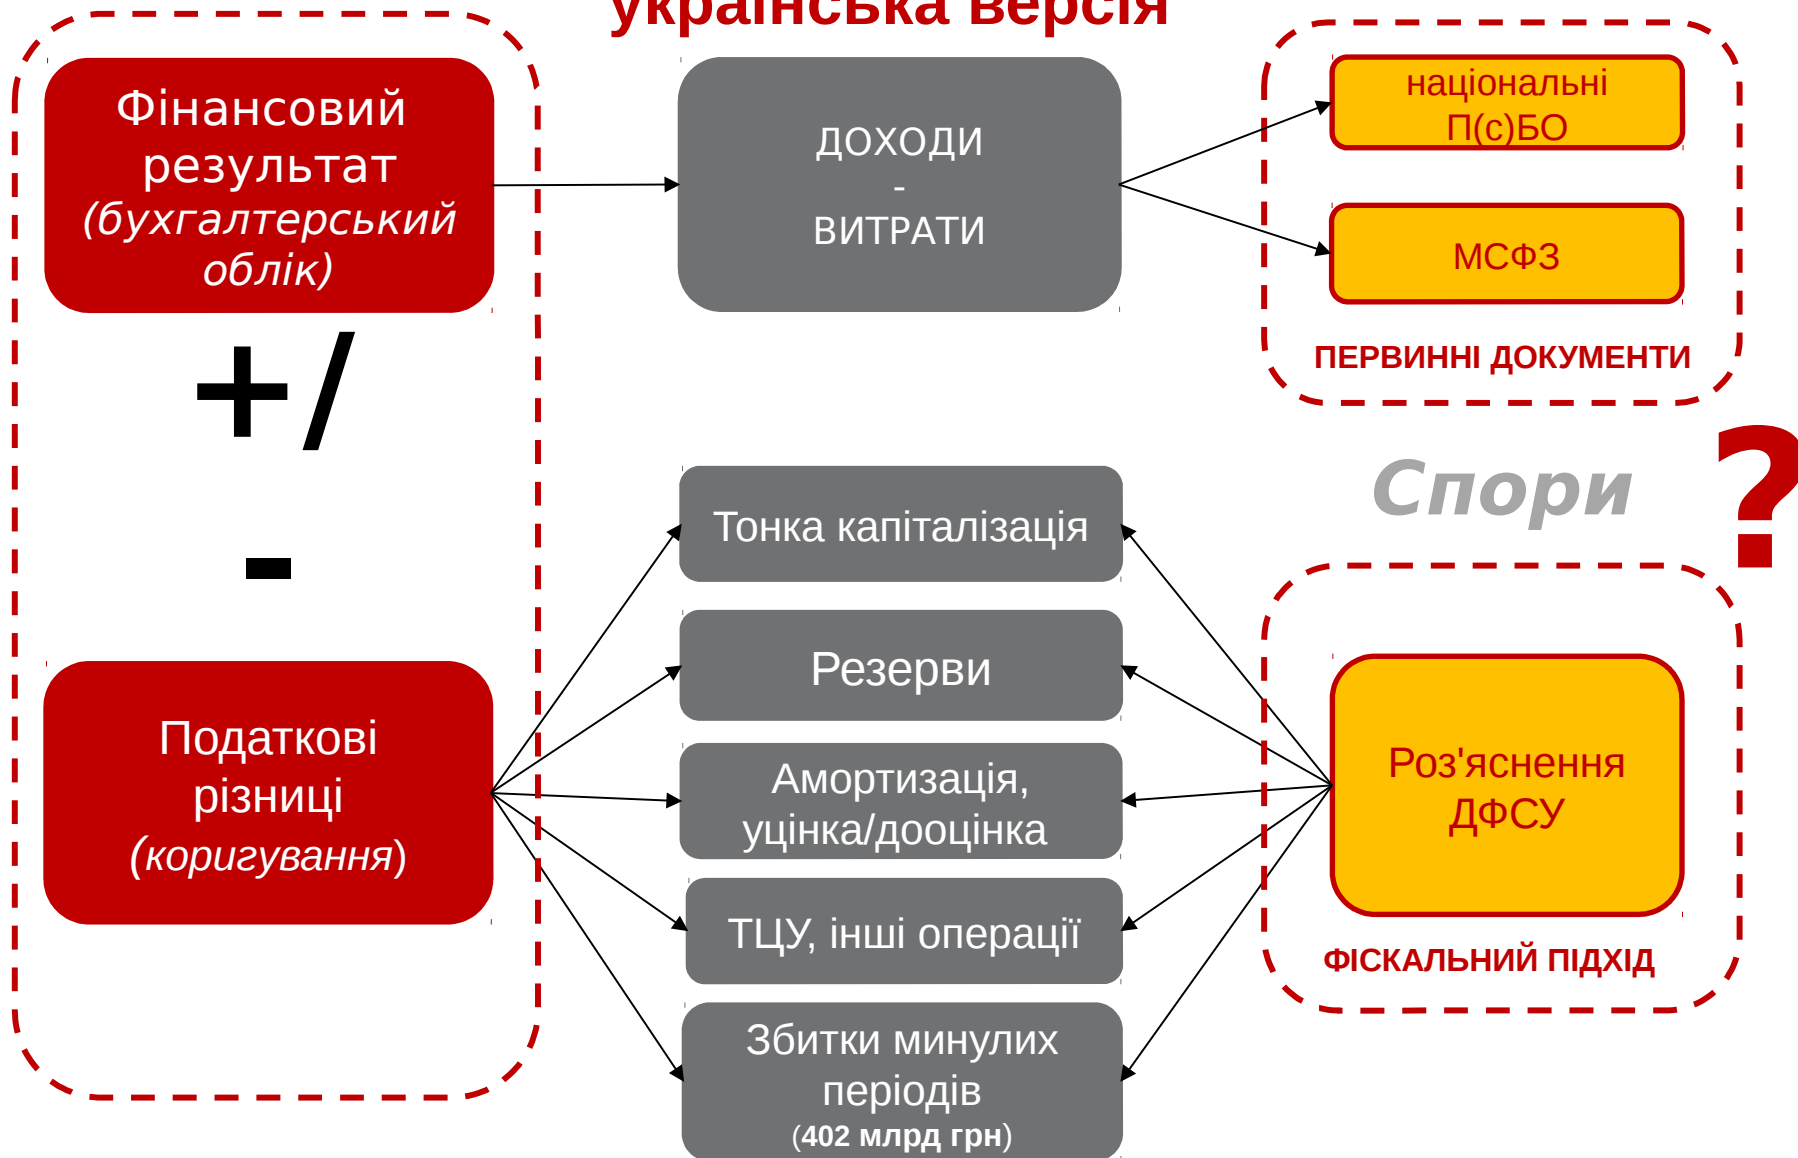 українська версія
Фінансовий
результат
(бухгалтерський
облік)
+/
-
Податкові
різниці
(коригування)
ДОХОДИ
-
ВИТРАТИ
Тонка капіталізація
Резерви
Амортизація,
уцінка/дооцінка
ТЦУ, інші операції
Збитки минулих
періодів
(402 млрд грн)
національні
П(с)БО
МСФЗ
ПЕРВИННІ ДОКУМЕНТИ
Спори ?
Роз'яснення
ДФСУ
ФІСКАЛЬНИЙ ПІДХІД